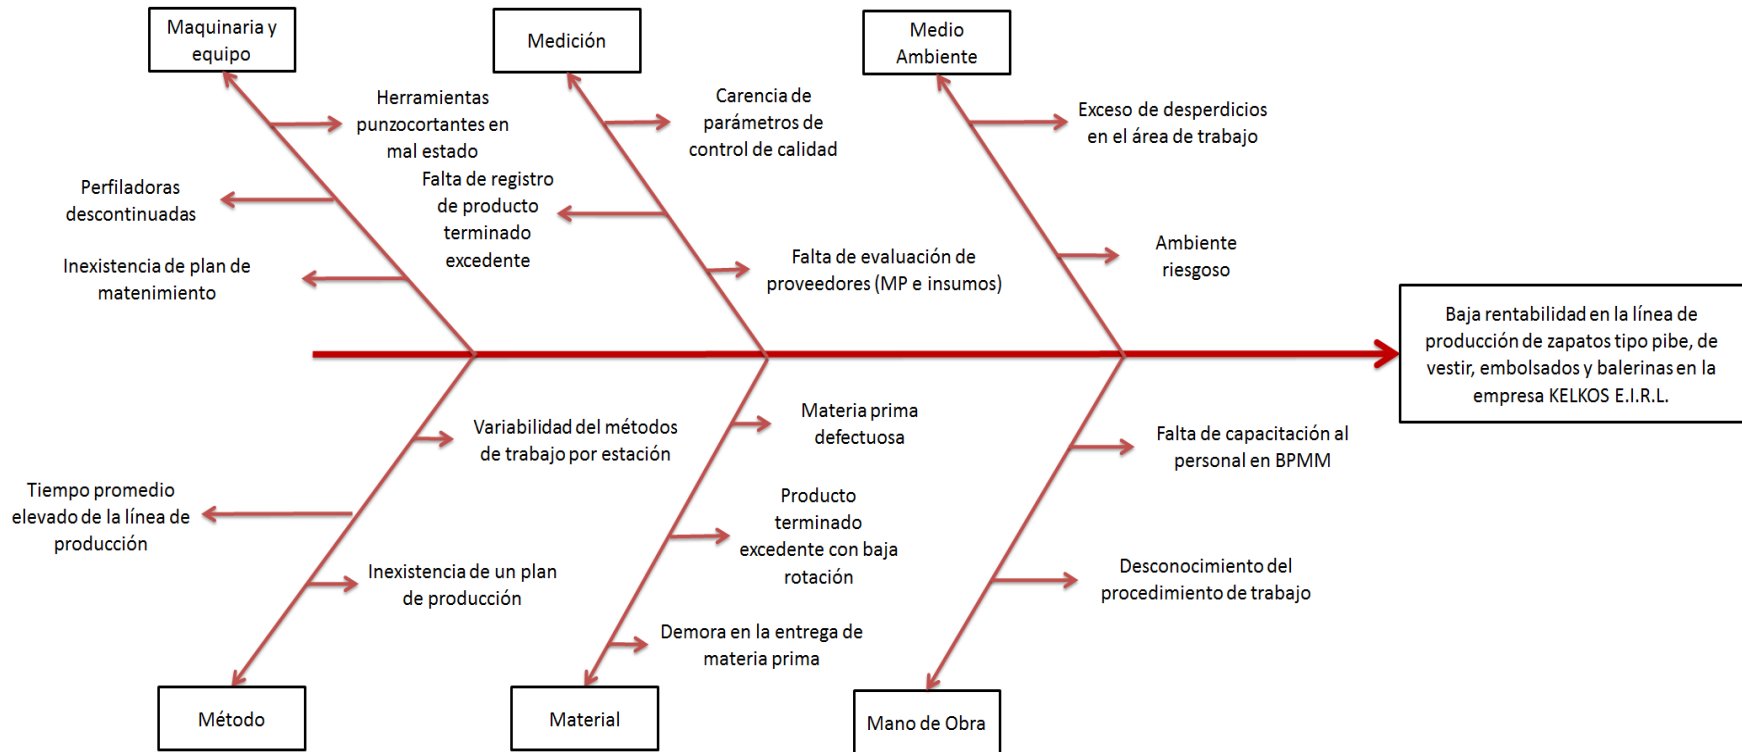 Maquinaria y
equipo
Medición
Medio
Ambiente
Herramientas
punzocortantes en
mal estado
Perfiladoras
descontinuadas
Inexistencia de plan de
matenimiento
Carencia de
parámetros de
control de calidad
Falta de registro
de producto
terminado
excedente
Falta de evaluación de
proveedores (MP e insumos)
Exceso de desperdicios
en el área de trabajo
Ambiente
riesgoso
Baja rentabilidad en la línea de
producción de zapatos tipo pibe, de
vestir, embolsados y balerinas en la
empresa KELKOS E.I.R.L.
Variabilidad del métodos
de trabajo por estación
Tiempo promedio
elevado de la línea de
producción
Inexistencia de un plan
de producción
Materia prima
defectuosa
Producto
terminado
excedente con baja
rotación
Demora en la entrega de
materia prima
Falta de capacitación al
personal en BPMM
Desconocimiento del
procedimiento de trabajo
Método
Material
Mano de Obra